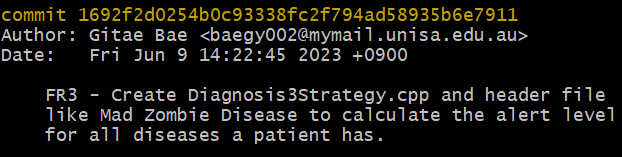 commit 1692f2d0254b0c93338fc2f794ad58935b6e7911
Author: Gitae Bae <baegy002@mymail.unisa.edu.au>
Date:   Fri Jun 9 14:22:45 2023 +0900
FR3 - Create Diagnosis3Strategy.cpp and header file
like Mad Zombie Disease to calculate the alert level
for all diseases a patient has.